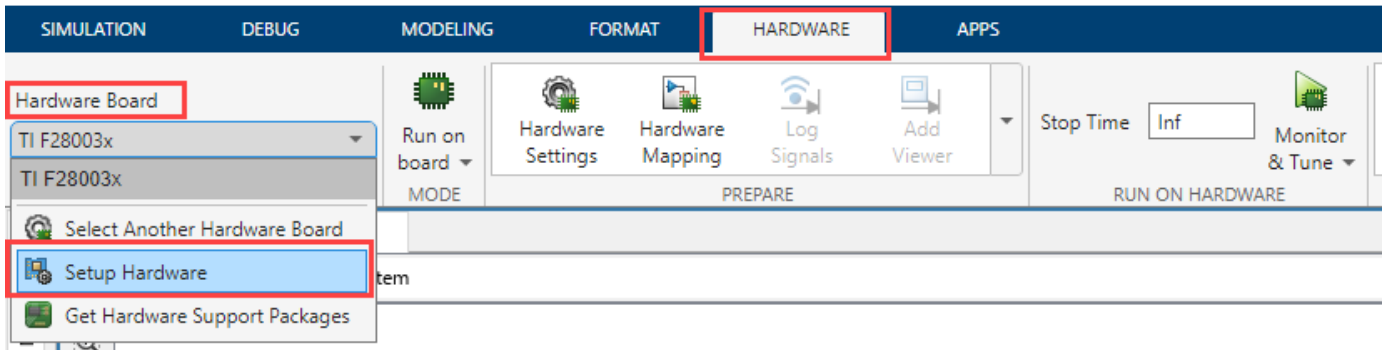 SIMULATION DEBUG MODELING FORMAT HARDWARE APPS
Hardware Board
TI F28003x
TI F28003x
Select Another Hardware Board
Setup Hardware
Get Hardware Support Packages
Run on
board
MODE
Hardware
Settings
Hardware
Mapping
Log
Signals
Add
Viewer
PREPARE
Stop Time Inf
Monitor
& Tune
RUN ON HARDWARE
tem